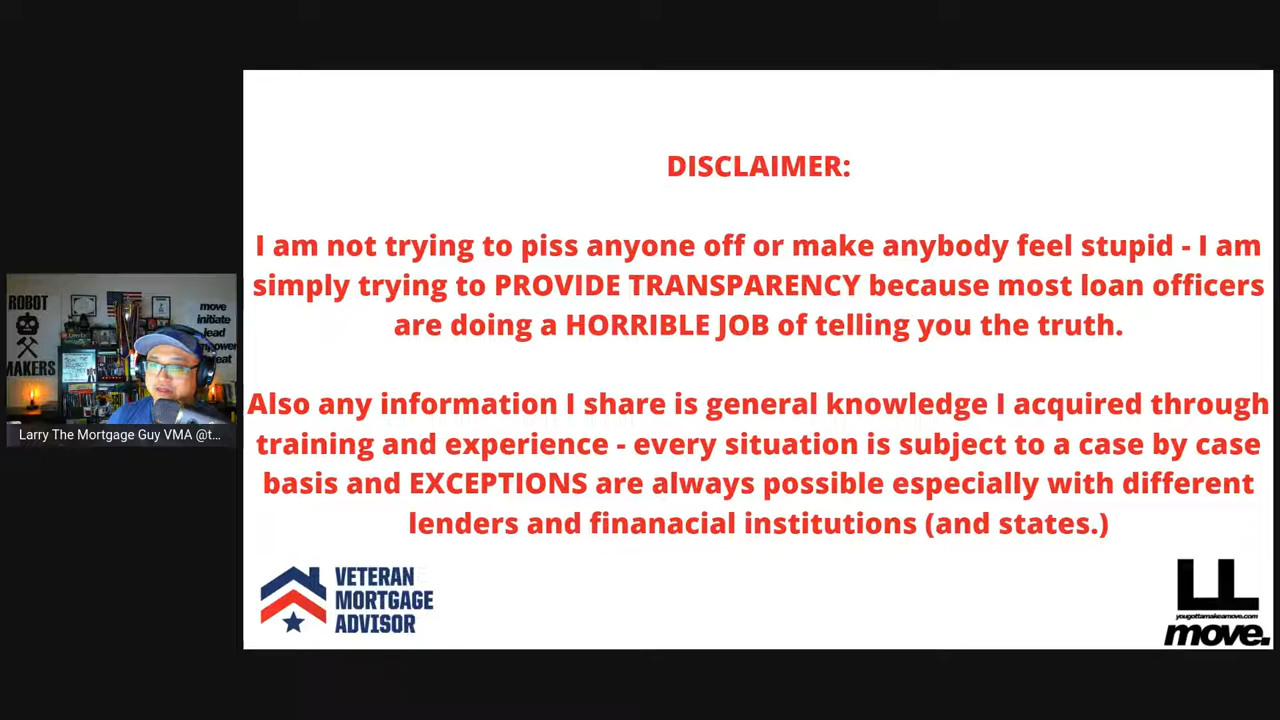 DISCLAIMER:
I am not trying to piss anyone off or make anybody feel stupid - I am
simply trying to PROVIDE TRANSPARENCY because most loan officers
are doing a HORRIBLE JOB of telling you the truth.
Also any information I share is general knowledge I acquired through
training and experience - every situation is subject to a case by case
basis and EXCEPTIONS are always possible especially with different
lenders and finanacial institutions (and states.)
VETERAN
MORTGAGE
ADVISOR
LL
yougottamakeamove.com
move.
ROBOT
MAKERS
move
initiate
lead
Larry The Mortgage Guy VMA @t...